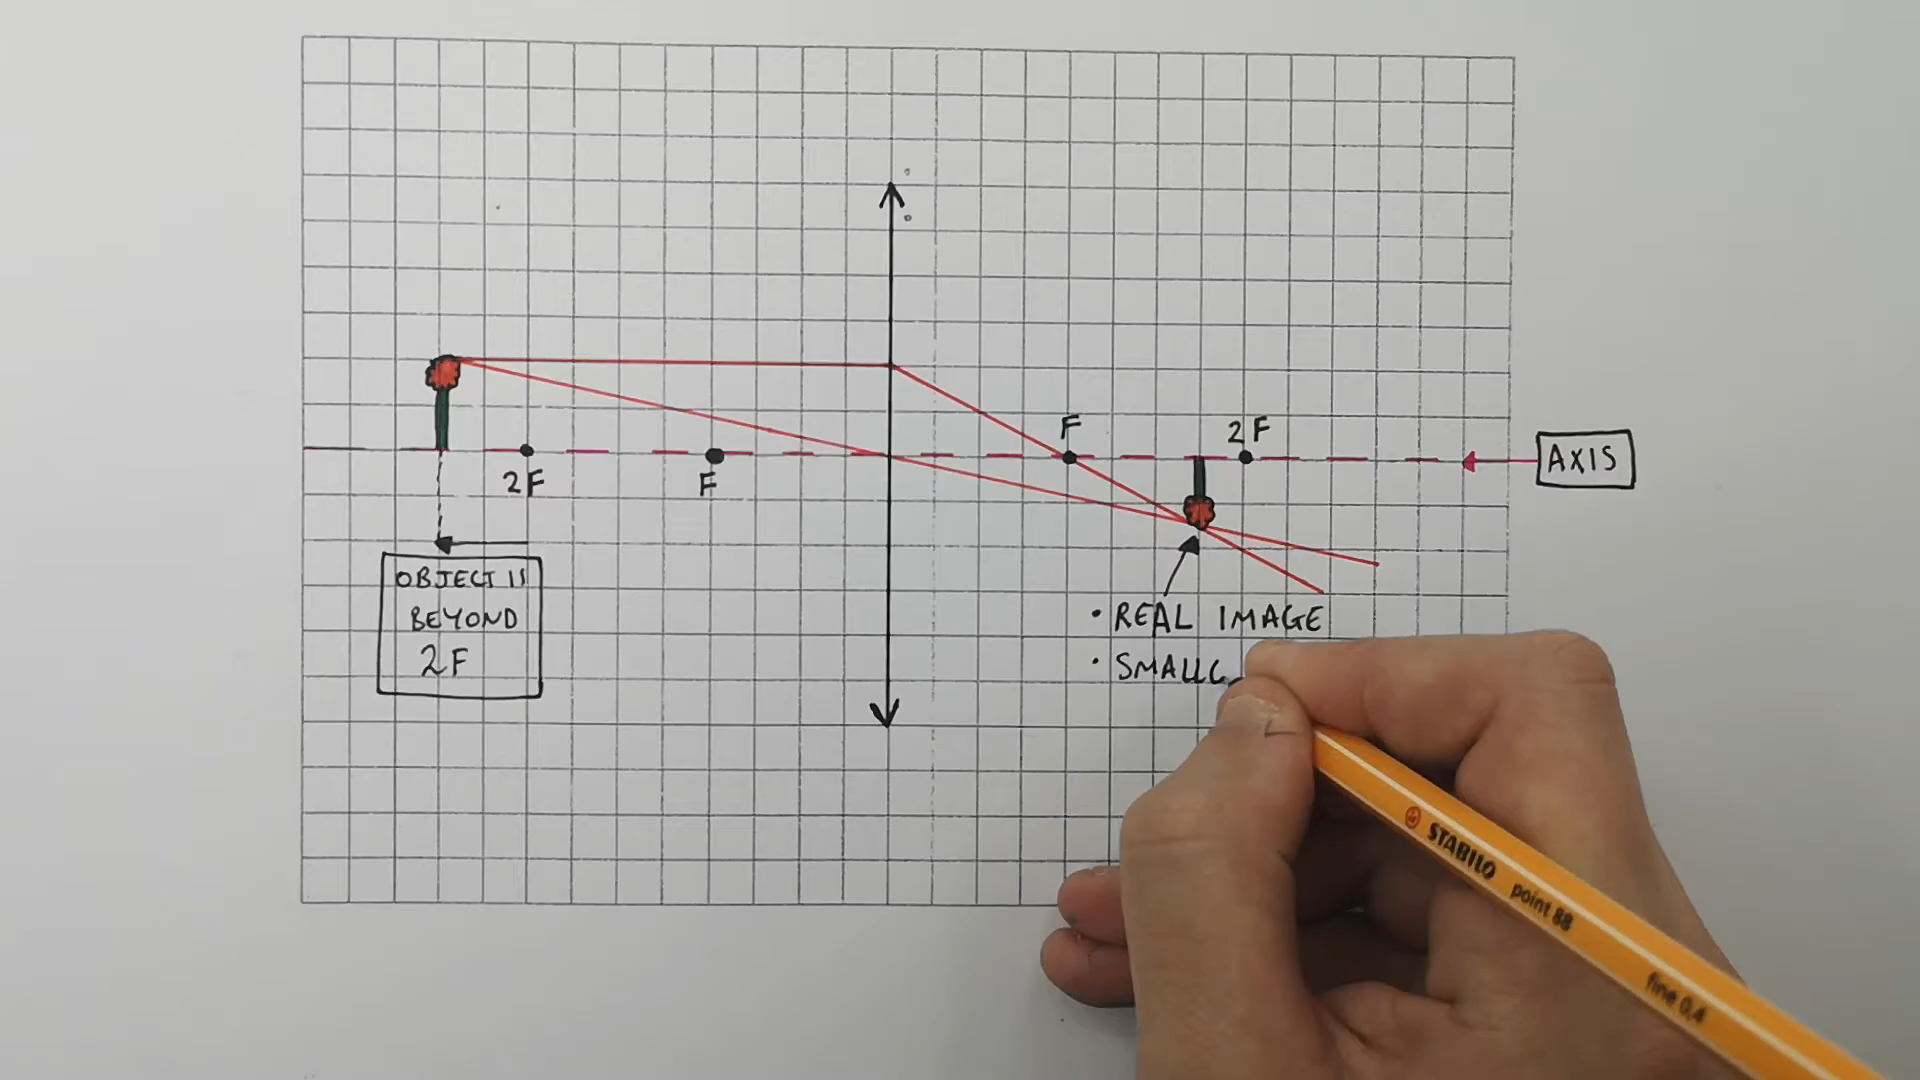 F
2F
2F
F
AXIS
OBJECT IS
BEYOND
2F
• REAL IMAGE
• SMALL
STABILO point 88 fine 0,4